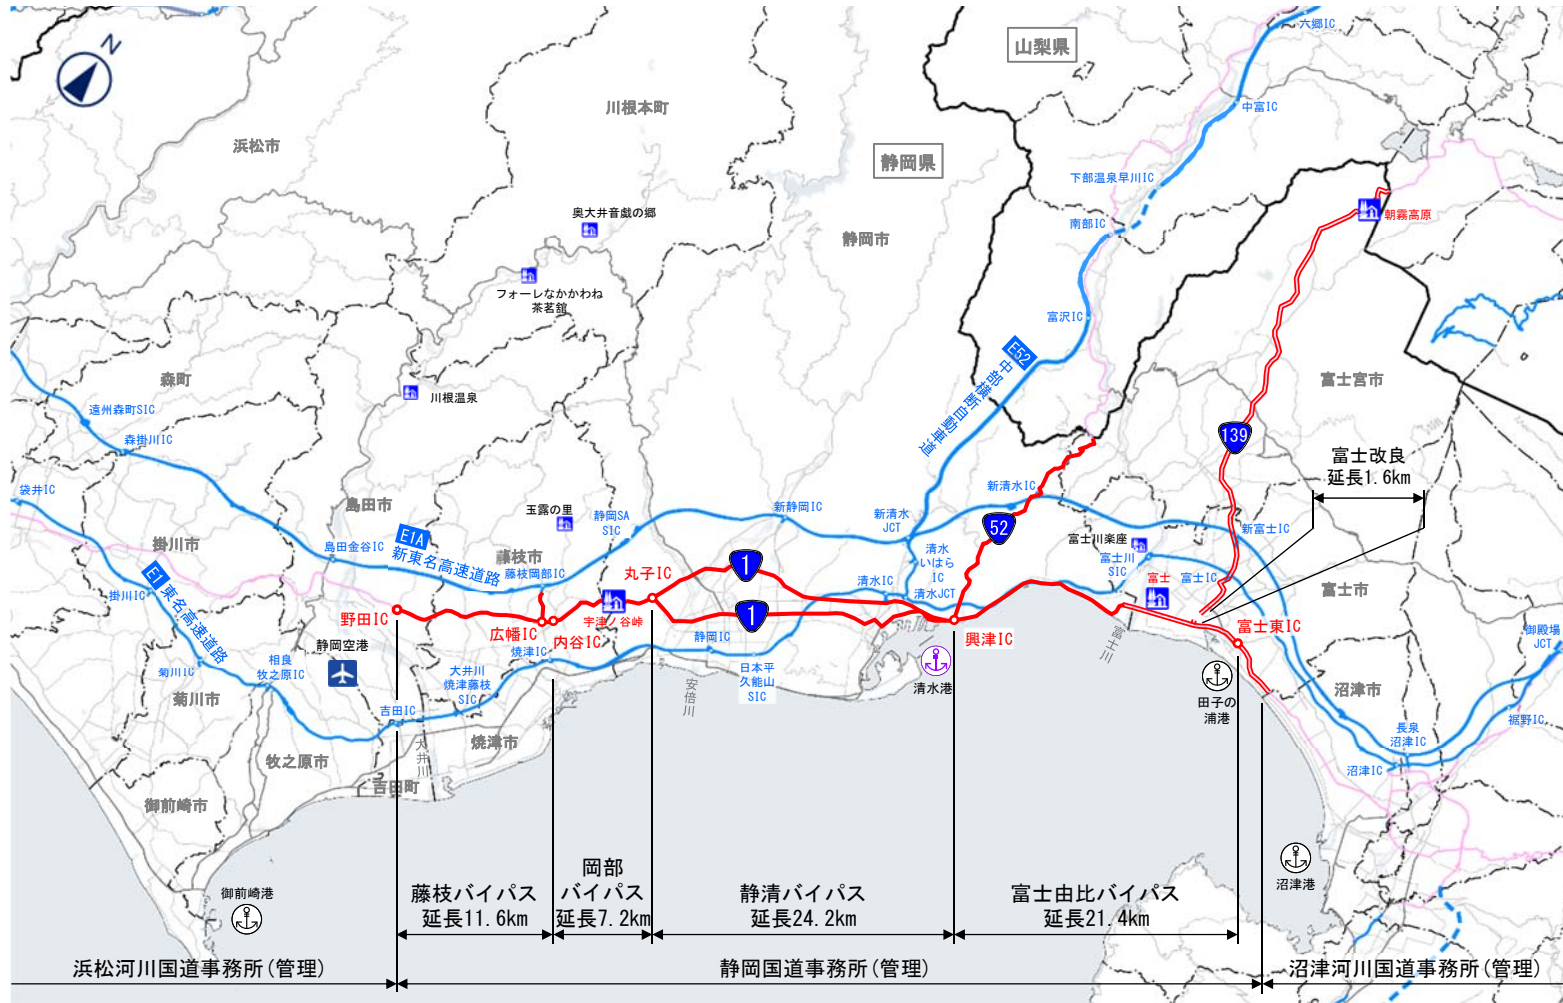 N
六郷IC
山梨県
中富IC
川根本町
浜松市
静岡県
下部温泉早川IC
奥大井音戯の郷
朝霧高原
南部IC
静岡市
フォーレなかかわね
茶茗舘
富沢IC
E52
中部横断自動車道
森町
富士宮市
川根温泉
遠州森町SIC
森掛川IC
139
富士改良
延長1.6km
袋井IC
新清水IC
島田市
玉露の里
静岡SA
SIC
新静岡IC
新清水
JCT
52
新富士IC
掛川市
E1A
新東名高速道路
島田金谷IC
藤枝市
富士川楽座
富士川
SIC
清水
いはら
IC
藤枝岡部IC
丸子IC
1
清水IC
清水JCT
富士
富士IC
富士市
E1
東名高速道路
掛川IC
野田IC
広幡IC
内谷IC
宇津ノ谷峠
1
静岡IC
興津IC
富士川
富士東IC
御殿場
JCT
静岡空港
焼津IC
菊川IC
相良
牧之原IC
大井川
焼津藤枝
SIC
日本平
久能山
SIC
安倍川
清水港
田子の
浦港
沼津市
菊川市
吉田IC
裾野IC
長泉
沼津IC
焼津市
大井川
牧之原市
沼津IC
吉田町
御前崎市
御前崎港
沼津港
藤枝バイパス
延長11.6km
岡部
バイパス
延長7.2km
静清バイパス
延長24.2km
富士由比バイパス
延長21.4km
浜松河川国道事務所(管理)
静岡国道事務所(管理)
沼津河川国道事務所(管理)